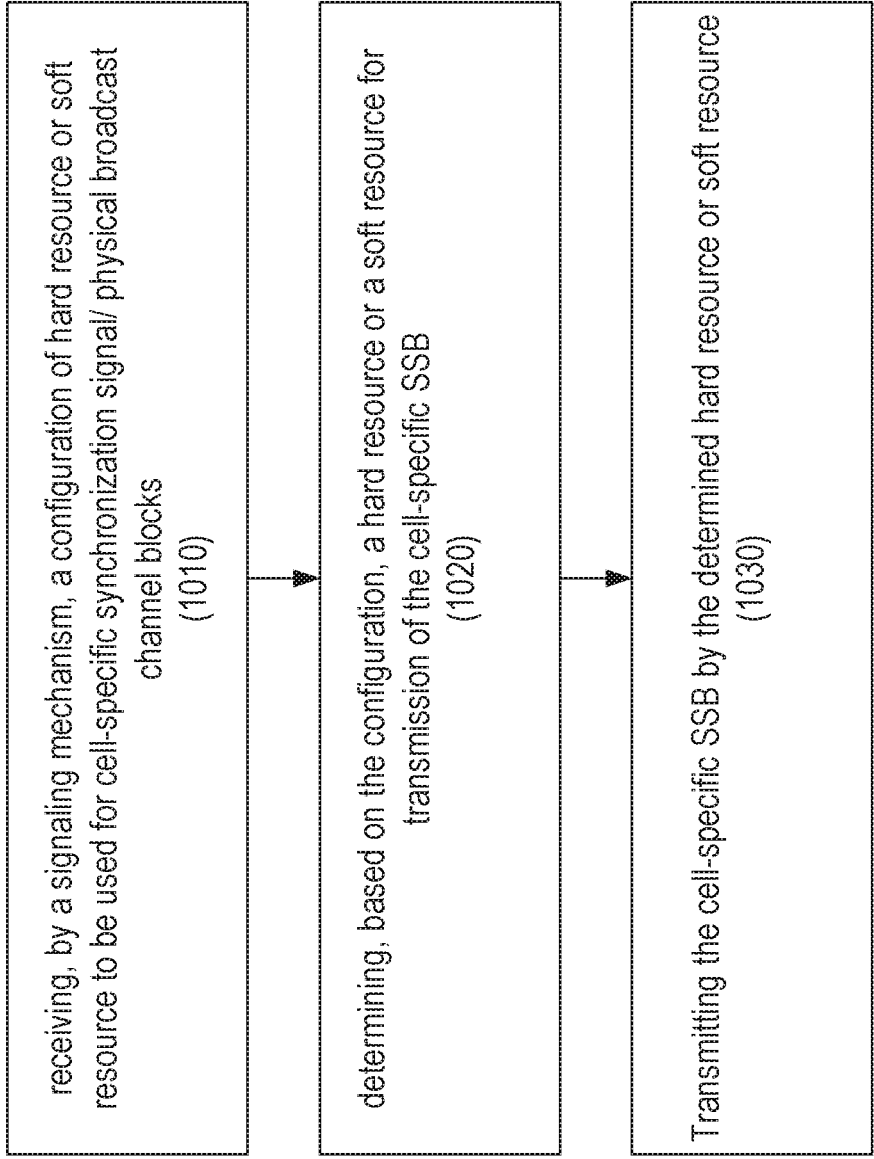 receiving, by a signaling mechanism, a configuration of hard resource or soft
resource to be used for cell-specific synchronization signal/ physical broadcast
channel blocks
(1010)
determining, based on the configuration, a hard resource or a soft resource for
transmission of the cell-specific SSB
(1020)
Transmitting the cell-specific SSB by the determined hard resource or soft resource
(1030)